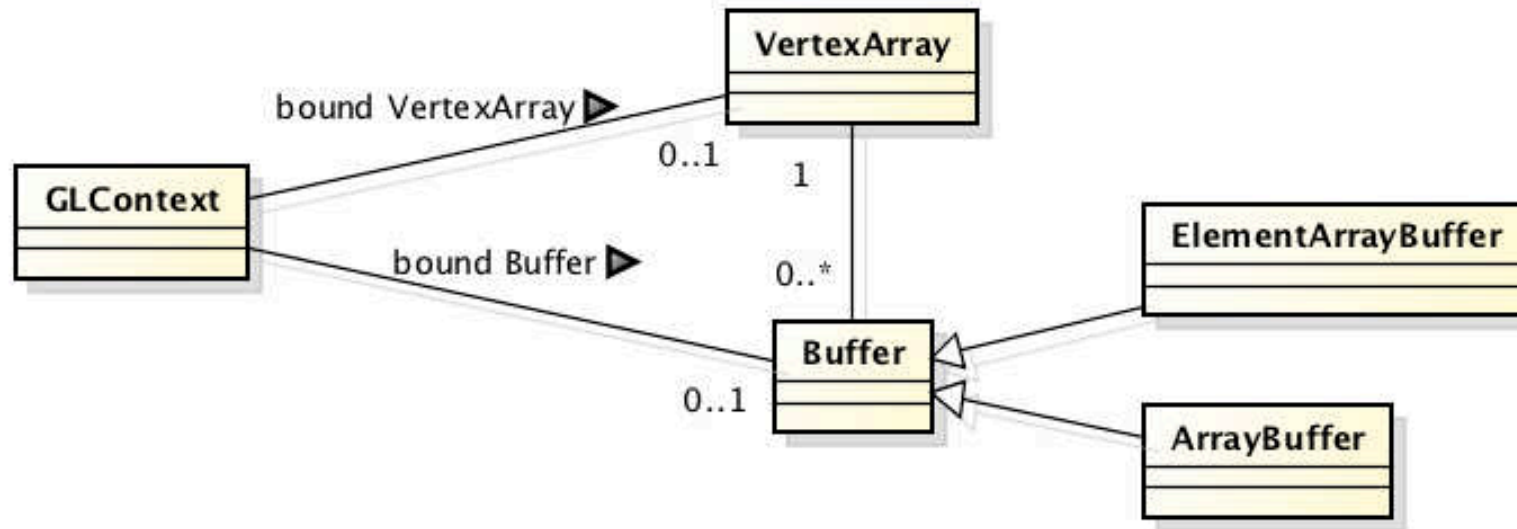 VertexArray
bound VertexArray
0..1
1
GLContext
ElementArrayBuffer
bound Buffer
0..*
Buffer
0..1
ArrayBuffer